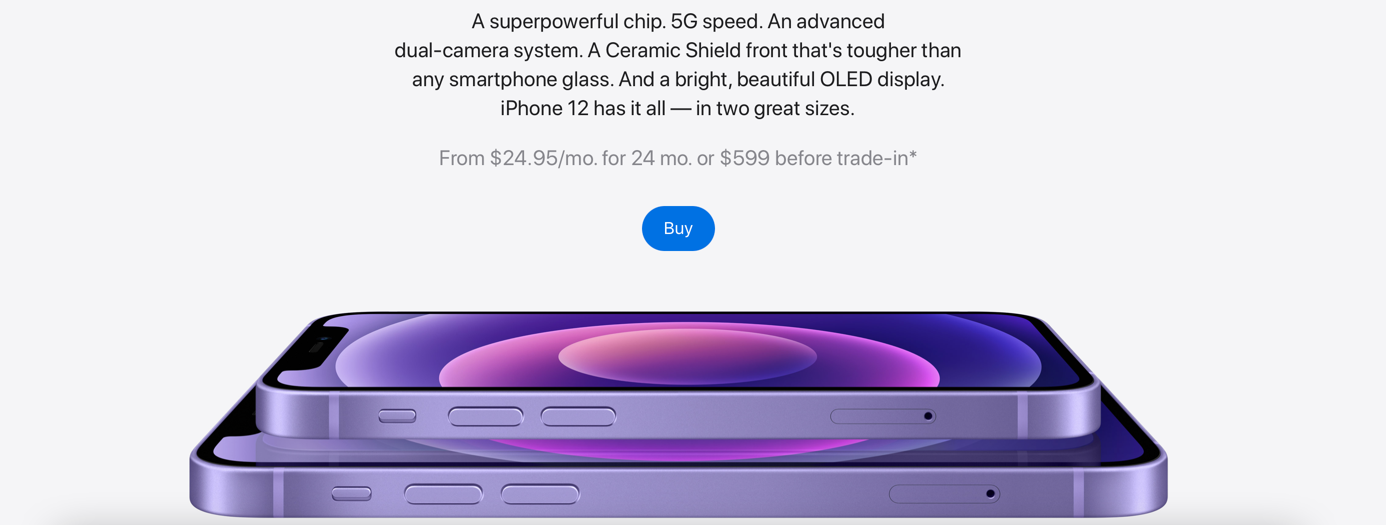 A superpowerful chip. 5G speed. An advanced
dual-camera system. A Ceramic Shield front that's tougher than
any smartphone glass. And a bright, beautiful OLED display.
iPhone 12 has it all — in two great sizes.
From $24.95/mo. for 24 mo. or $599 before trade-in*
Buy